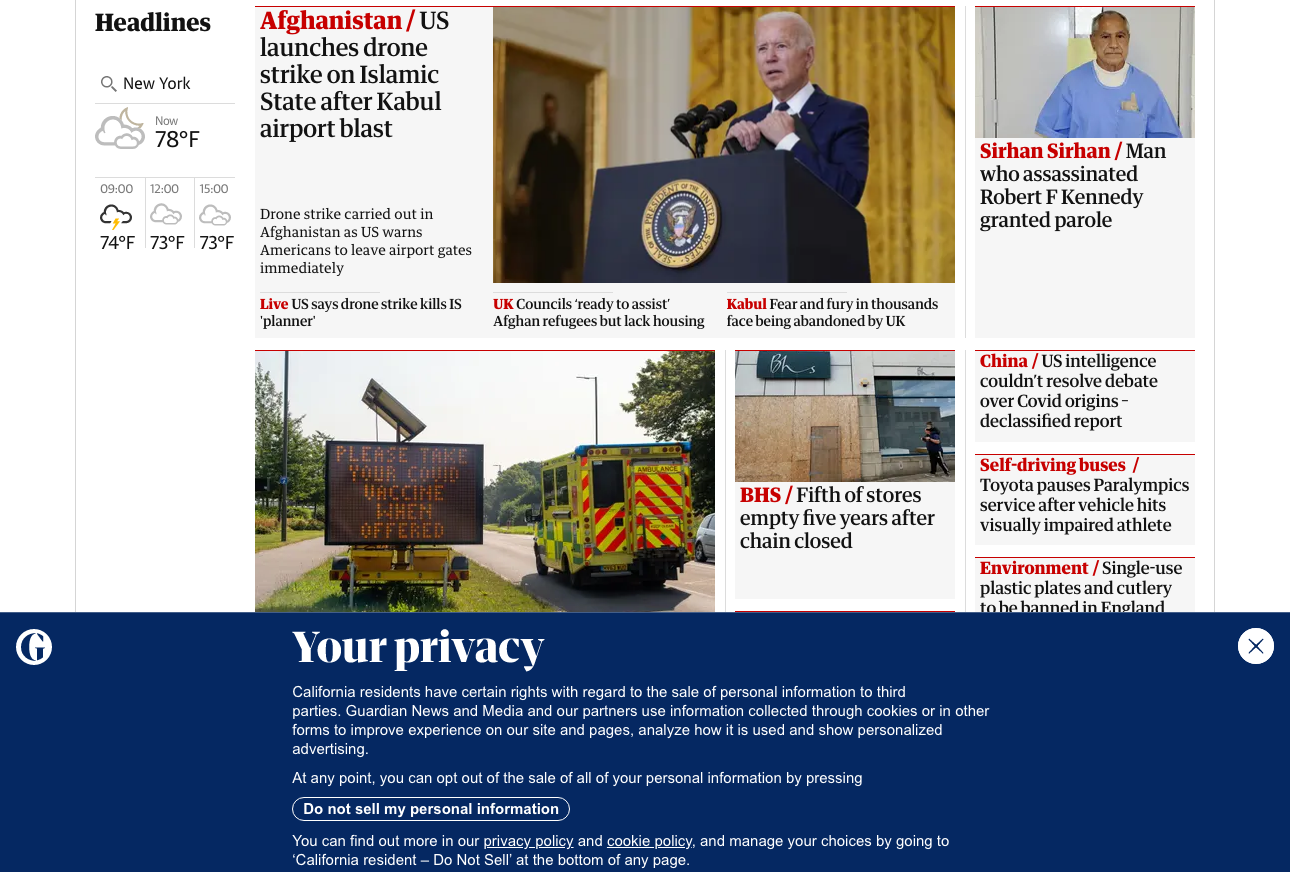 Headlines
New York
Now
78°F
09:00
12:00
15:00
74°F
73°F
73°F
Afghanistan / US
launches drone
strike on Islamic
State after Kabul
airport blast
Drone strike carried out in
Afghanistan as US warns
Americans to leave airport gates
immediately
SEAL OF THE PRESIDENT OF THE UNITED STATES
Live US says drone strike kills IS
'planner'
UK Councils ‘ready to assist’
Afghan refugees but lack housing
Kabul Fear and fury in thousands
face being abandoned by UK
Sirhan Sirhan / Man
who assassinated
Robert F Kennedy
granted parole
PLEASE TAKE
YOUR COVID
VACCINE
WHEN
OFFERED
AMBULANCE
Bhs
BHS / Fifth of stores
empty five years after
chain closed
China / US intelligence
couldn’t resolve debate
over Covid origins –
declassified report
Self-driving buses /
Toyota pauses Paralympics
service after vehicle hits
visually impaired athlete
Environment / Single-use
plastic plates and cutlery
to be banned in England
G
Your privacy
California residents have certain rights with regard to the sale of personal information to third
parties. Guardian News and Media and our partners use information collected through cookies or in other
forms to improve experience on our site and pages, analyze how it is used and show personalized
advertising.
At any point, you can opt out of the sale of all of your personal information by pressing
Do not sell my personal information
You can find out more in our privacy policy and cookie policy, and manage your choices by going to
‘California resident – Do Not Sell’ at the bottom of any page.